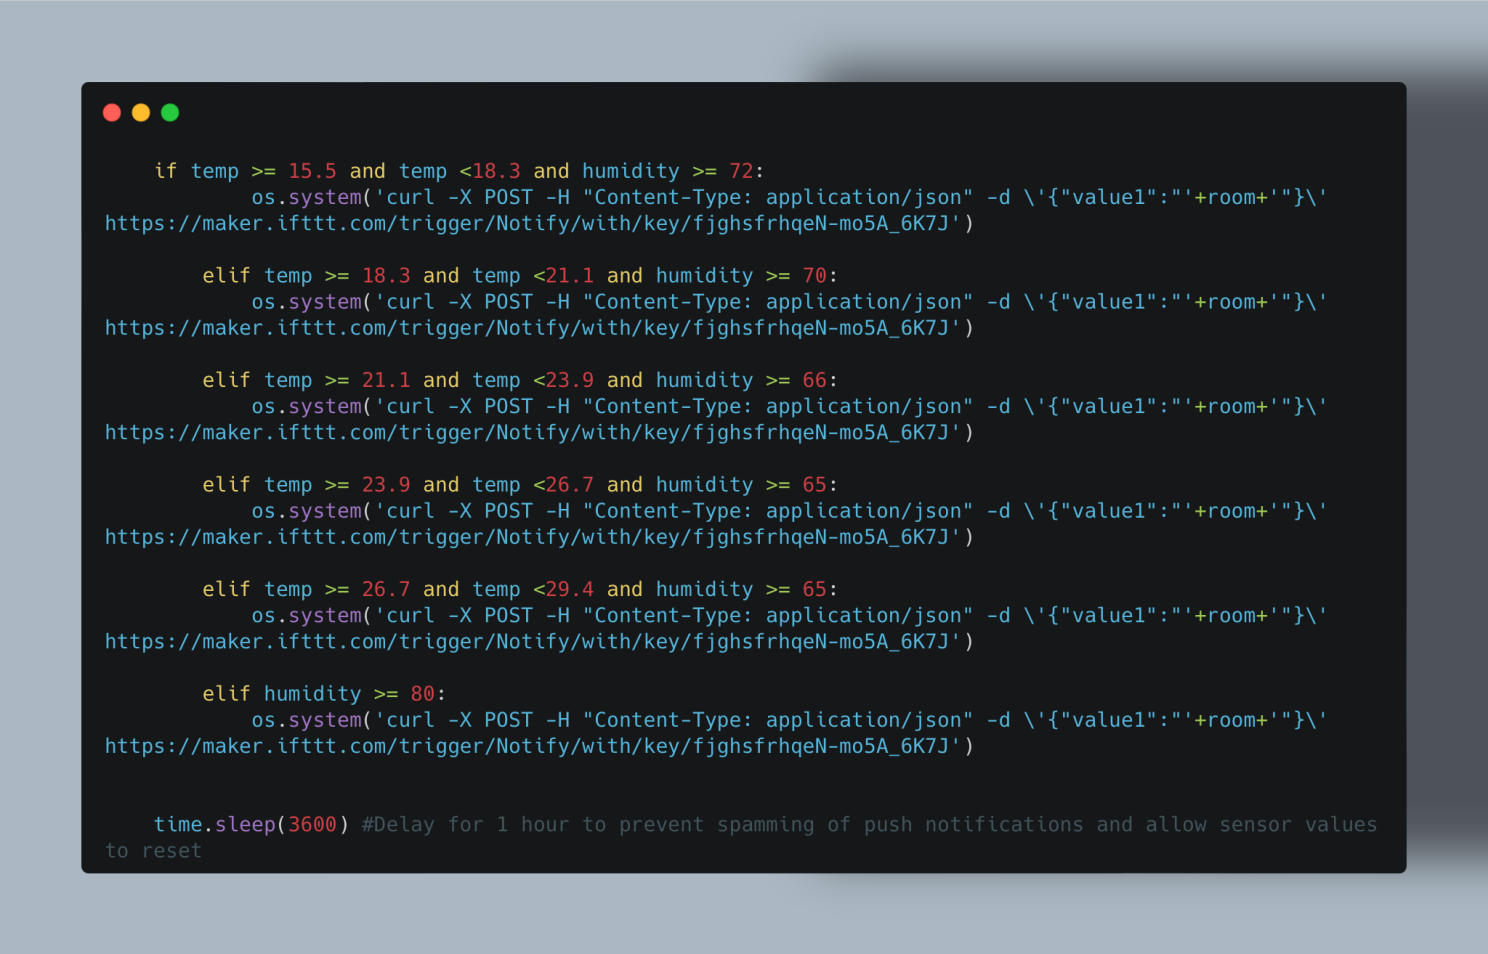 if temp >= 15.5 and temp <18.3 and humidity >= 72:
os.system('curl -X POST -H "Content-Type: application/json" -d \'{"value1":"'+room+'"}\'
https://maker.ifttt.com/trigger/Notify/with/key/fjghsfrhqeN-mo5A_6K7J')
elif temp >= 18.3 and temp <21.1 and humidity >= 70:
os.system('curl -X POST -H "Content-Type: application/json" -d \'{"value1":"'+room+'"}\'
https://maker.ifttt.com/trigger/Notify/with/key/fjghsfrhqeN-mo5A_6K7J')
elif temp >= 21.1 and temp <23.9 and humidity >= 66:
os.system('curl -X POST -H "Content-Type: application/json" -d \'{"value1":"'+room+'"}\'
https://maker.ifttt.com/trigger/Notify/with/key/fjghsfrhqeN-mo5A_6K7J')
elif temp >= 23.9 and temp <26.7 and humidity >= 65:
os.system('curl -X POST -H "Content-Type: application/json" -d \'{"value1":"'+room+'"}\'
https://maker.ifttt.com/trigger/Notify/with/key/fjghsfrhqeN-mo5A_6K7J')
elif temp >= 26.7 and temp <29.4 and humidity >= 65:
os.system('curl -X POST -H "Content-Type: application/json" -d \'{"value1":"'+room+'"}\'
https://maker.ifttt.com/trigger/Notify/with/key/fjghsfrhqeN-mo5A_6K7J')
elif humidity >= 80:
os.system('curl -X POST -H "Content-Type: application/json" -d \'{"value1":"'+room+'"}\'
https://maker.ifttt.com/trigger/Notify/with/key/fjghsfrhqeN-mo5A_6K7J')
time.sleep(3600) #Delay for 1 hour to prevent spamming of push notifications and allow sensor values
to reset